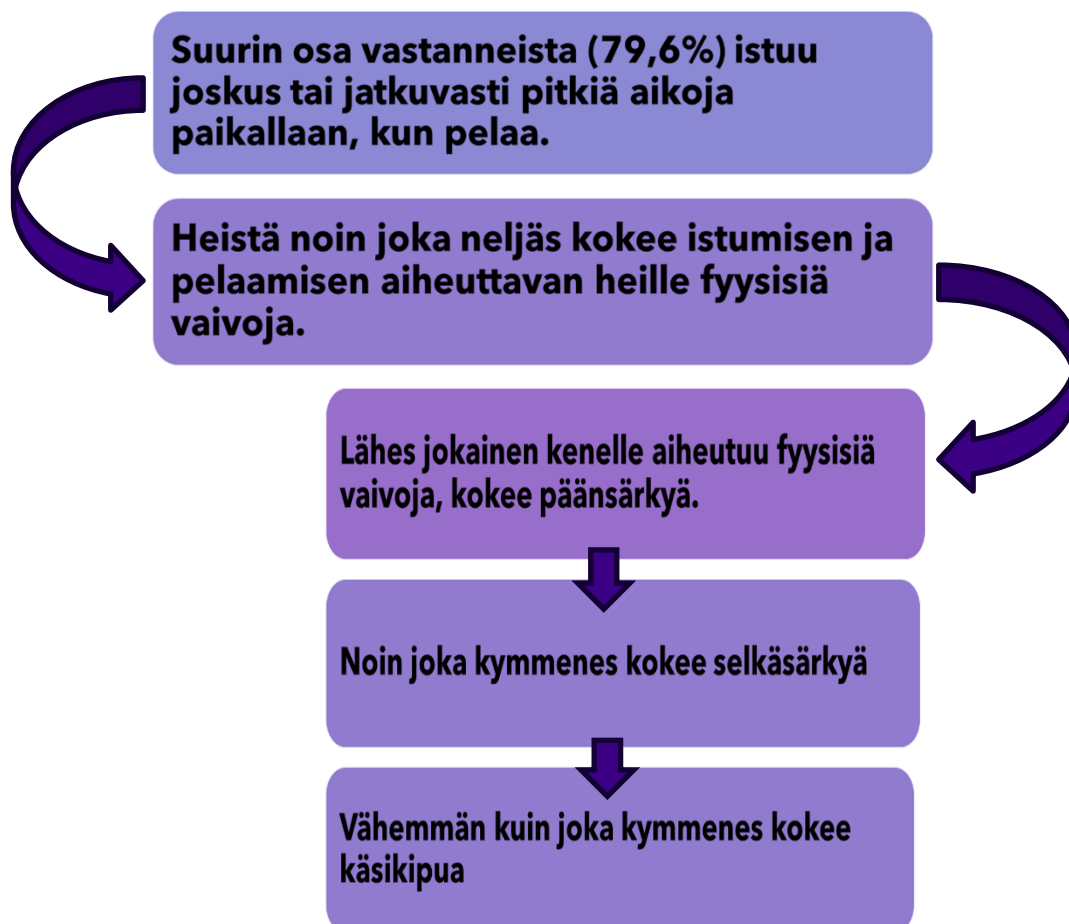 Suurin osa vastanneista (79,6%) istuu
joskus tai jatkuvasti pitkiä aikoja
paikallaan, kun pelaa.
Heistä noin joka neljäs kokee istumisen ja
pelaamisen aiheuttavan heille fyysisiä
vaivoja.
Lähes jokainen kenelle aiheutuu fyysisiä
vaivoja, kokee päänsärkyä.
Noin joka kymmenes kokee selkäsärkyä
Vähemmän kuin joka kymmenes kokee
käsikipua